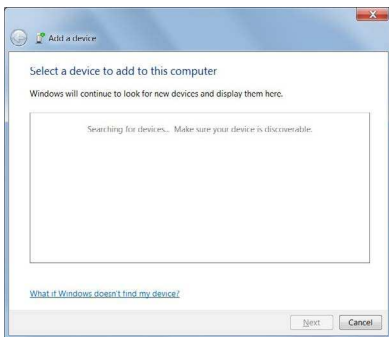 Add a device
Select a device to add to this computer
Windows will continue to look for new devices and display them here.
Searching for devices... Make sure your device is discoverable.
What if Windows doesn't find my device?
Next Cancel